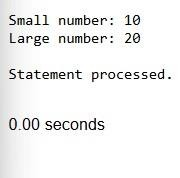 Small number: 10
Large number: 20
Statement processed.
0.00 seconds